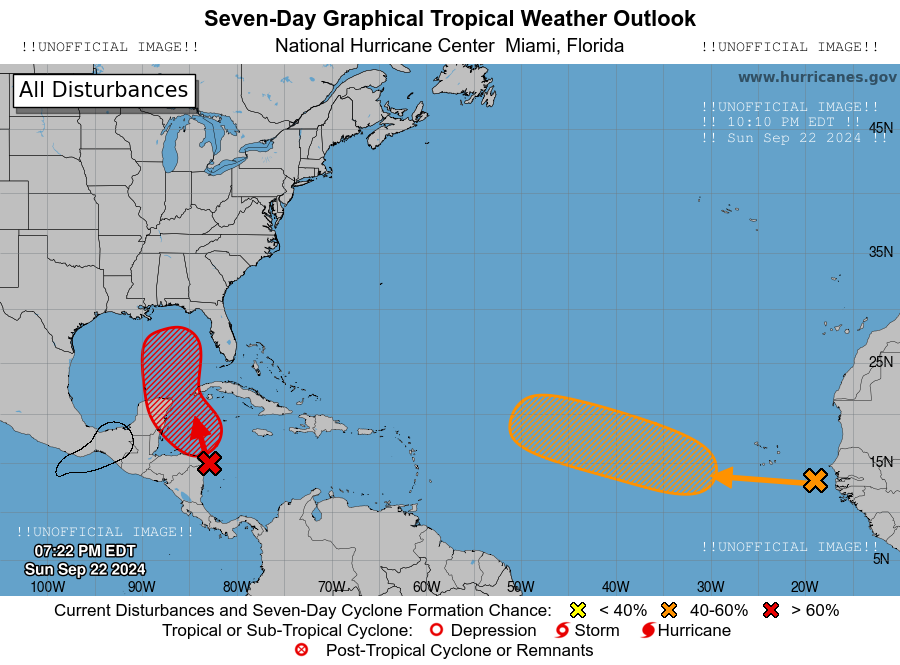 Seven-Day Graphical Tropical Weather Outlook
!!UNOFFICIAL IMAGE!! National Hurricane Center Miami, Florida !!UNOFFICIAL IMAGE!!
All Disturbances
www.hurricanes.gov
!!UNOFFICIAL IMAGE!!
!! 10:10 PM EDT !!
!! Sun Sep 22 2024 !!
45N
35N
25N
15N
!!UNOFFICIAL IMAGE!!
!!UNOFFICIAL IMAGE!!
07:22 PM EDT
Sun Sep 22 2024
5N
100W 90W 80W 70W 60W 50W 40W 30W 20W
Current Disturbances and Seven-Day Cyclone Formation Chance: < 40% 40-60% > 60%
Tropical or Sub-Tropical Cyclone: Depression Storm Hurricane
Post-Tropical Cyclone or Remnants